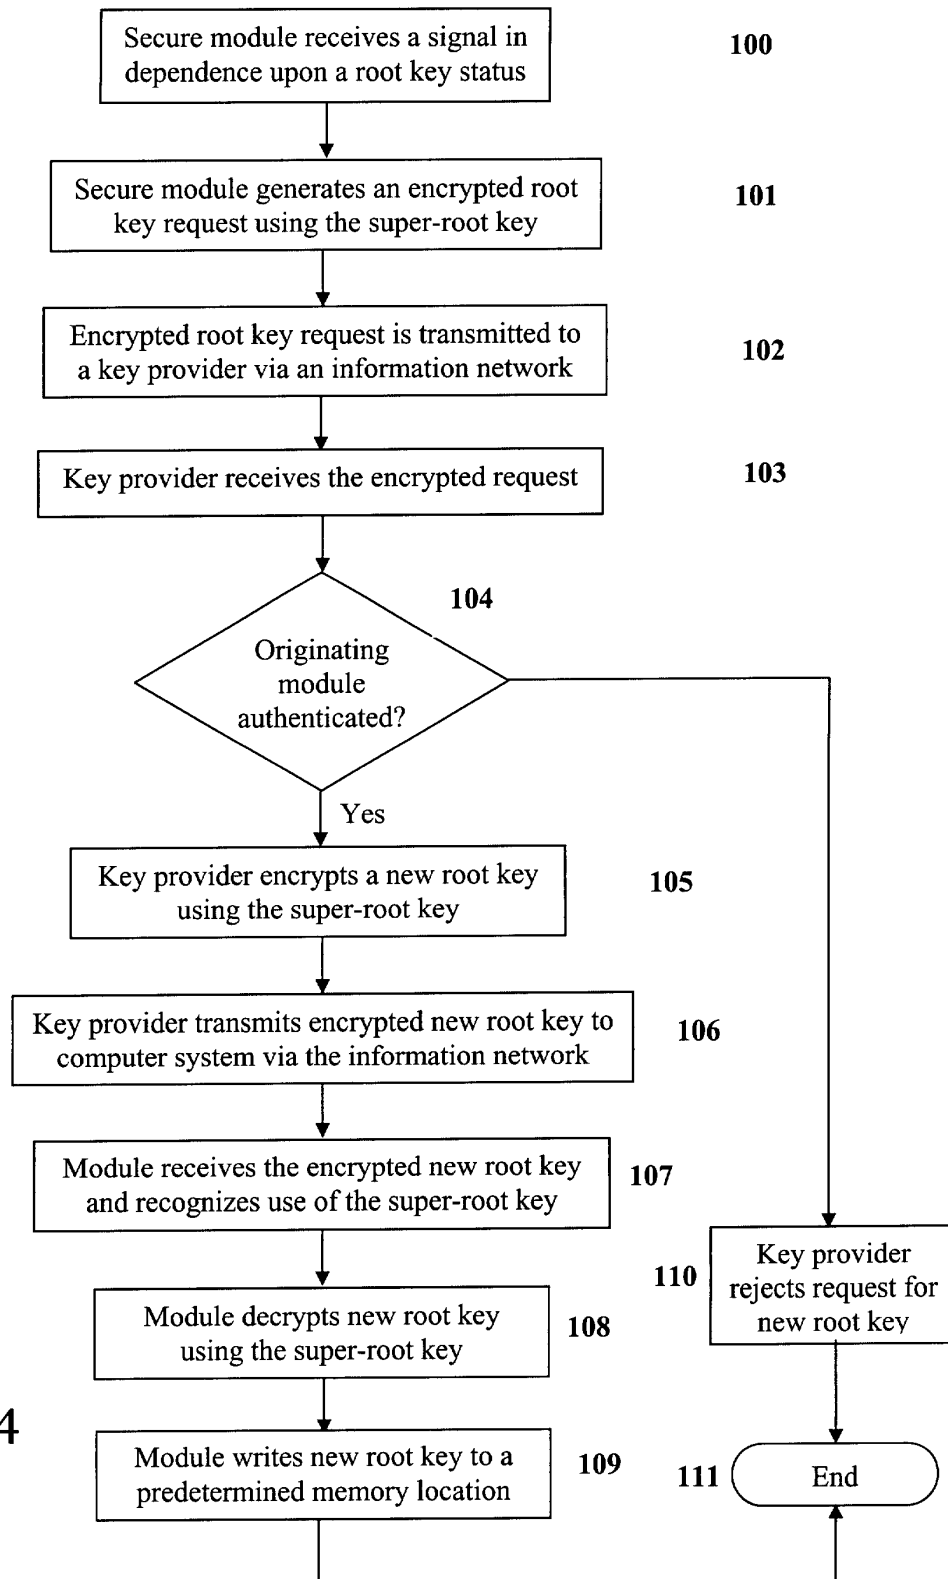 Secure module receives a signal in
dependence upon a root key status
100
Secure module generates an encrypted root
key request using the super-root key
101
Encrypted root key request is transmitted to
a key provider via an information network
102
Key provider receives the encrypted request
103
104
Originating
module
authenticated?
Yes
Key provider encrypts a new root key
using the super-root key
105
Key provider transmits encrypted new root key to
computer system via the information network
106
Module receives the encrypted new root key
and recognizes use of the super-root key
107
110
Key provider
rejects request for
new root key
Module decrypts new root key
using the super-root key
108
4
Module writes new root key to a
predetermined memory location
109
111
End